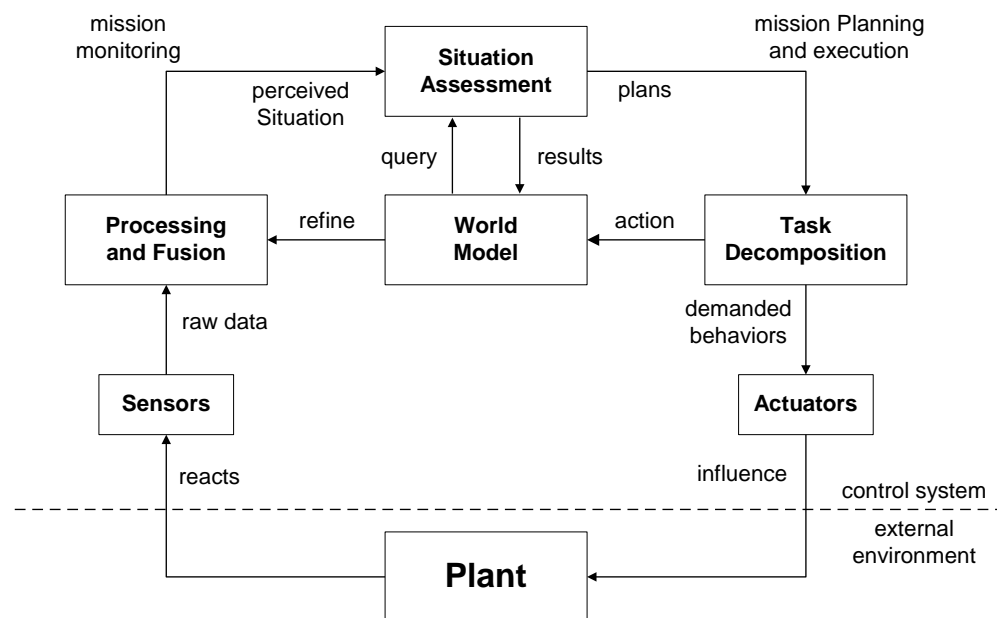 mission
monitoring
Situation
Assessment
mission Planning
and execution
perceived
Situation
plans
query
results
Processing
and Fusion
refine
World
Model
action
Task
Decomposition
raw data
demanded
behaviors
Sensors
Actuators
reacts
influence
control system
external
environment
Plant